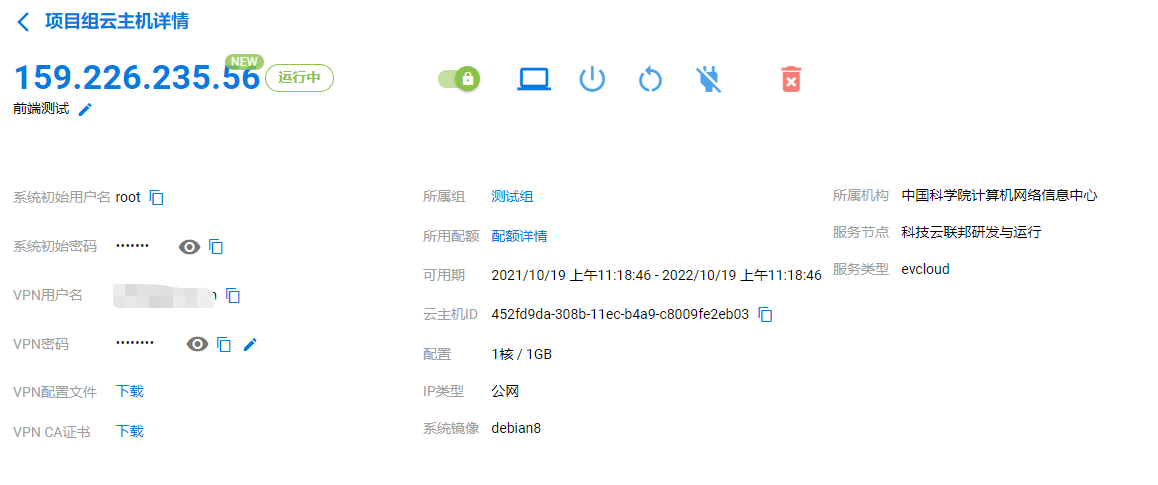 项目组云主机详情
159.226.235.56 NEW 运行中
前端测试
系统初始用户名 root
系统初始密码 •••••••
VPN用户名
VPN密码 ••••••••
VPN配置文件 下载
VPN CA证书 下载
所属组 测试组
所用配额 配额详情
可用期 2021/10/19 上午11:18:46 - 2022/10/19 上午11:18:46
云主机ID 452fd9da-308b-11ec-b4a9-c8009fe2eb03
配置 1核 / 1GB
IP类型 公网
系统镜像 debian8
所属机构 中国科学院计算机网络信息中心
服务节点 科技云联邦研发与运行
服务类型 evcloud